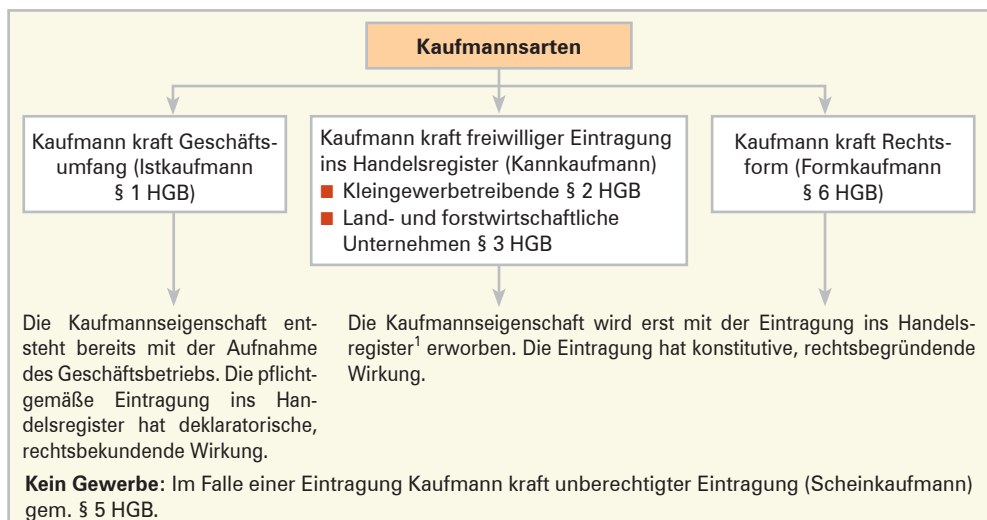 Kaufmannsarten
Kaufmann kraft Geschäfts-
umfang (Istkaufmann
§ 1 HGB)
Kaufmann kraft freiwilliger Eintragung
ins Handelsregister (Kannkaufmann)
■ Kleingewerbetreibende § 2 HGB
■ Land- und forstwirtschaftliche
Unternehmen § 3 HGB
Kaufmann kraft Rechts-
form (Formkaufmann
§ 6 HGB)
Die Kaufmannseigenschaft ent-
steht bereits mit der Aufnahme
des Geschäftsbetriebs. Die pflicht-
gemäße Eintragung ins Han-
delsregister hat deklaratorische,
rechtsbekundende Wirkung.
Die Kaufmannseigenschaft wird erst mit der Eintragung ins Handels-
register¹ erworben. Die Eintragung hat konstitutive, rechtsbegründende
Wirkung.
Kein Gewerbe: Im Falle einer Eintragung Kaufmann kraft unberechtigter Eintragung (Scheinkaufmann)
gem. § 5 HGB.